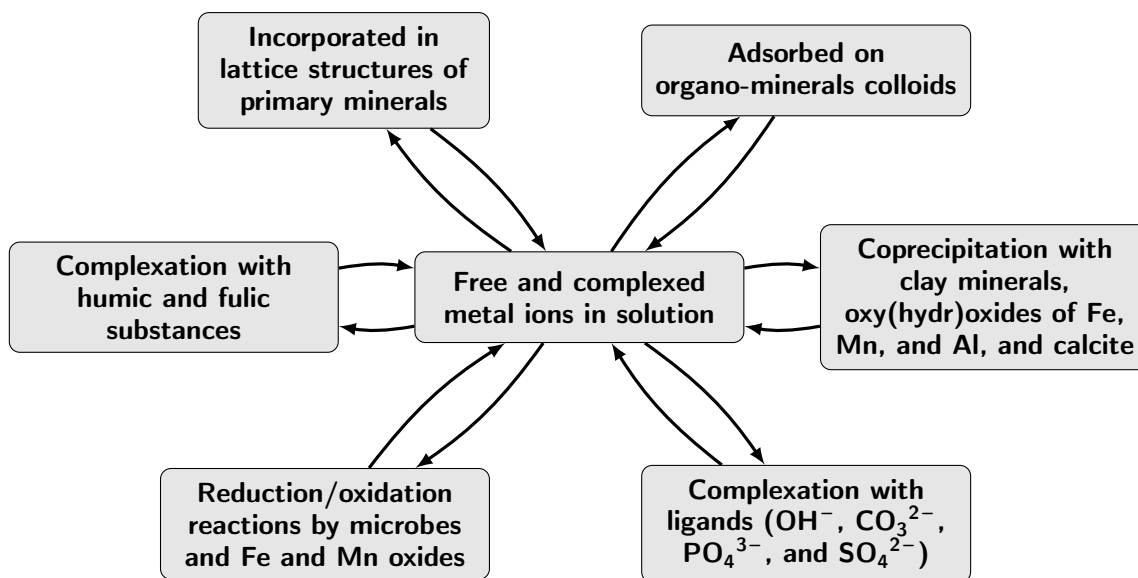 Incorporated in
lattice structures of
primary minerals
Adsorbed on
organo-minerals colloids
Complexation with
humic and fulic
substances
Free and complexed
metal ions in solution
Coprecipitation with
clay minerals,
oxy(hydr)oxides of Fe,
Mn, and Al, and calcite
Reduction/oxidation
reactions by microbes
and Fe and Mn oxides
Complexation with
ligands (OH⁻, CO₃²⁻,
PO₄³⁻, and SO₄²⁻)